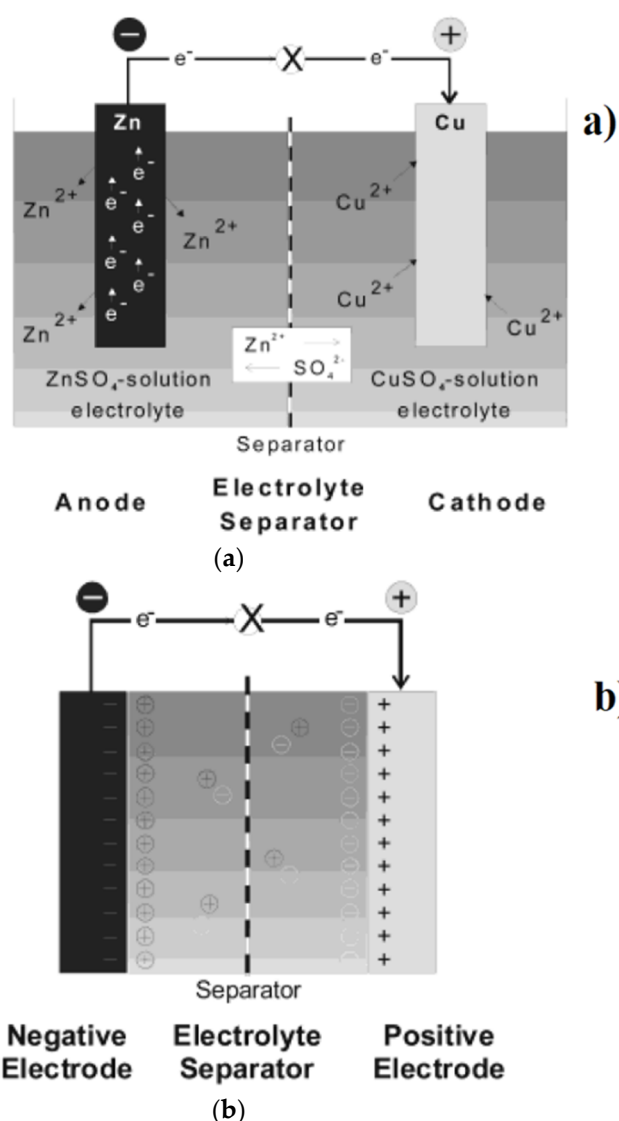 −
+
e⁻
X
e⁻
Zn
Cu
a)
e⁻
e⁻
e⁻
e⁻
e⁻
e⁻
Zn²⁺
Zn²⁺
Zn²⁺
Cu²⁺
Cu²⁺
Cu²⁺
Zn²⁺ →
← SO₄²⁻
ZnSO₄-solution
electrolyte
CuSO₄-solution
electrolyte
Separator
Anode
Electrolyte
Separator
Cathode
(a)
−
+
e⁻
X
e⁻
b)
Separator
Negative
Electrode
Electrolyte
Separator
Positive
Electrode
(b)